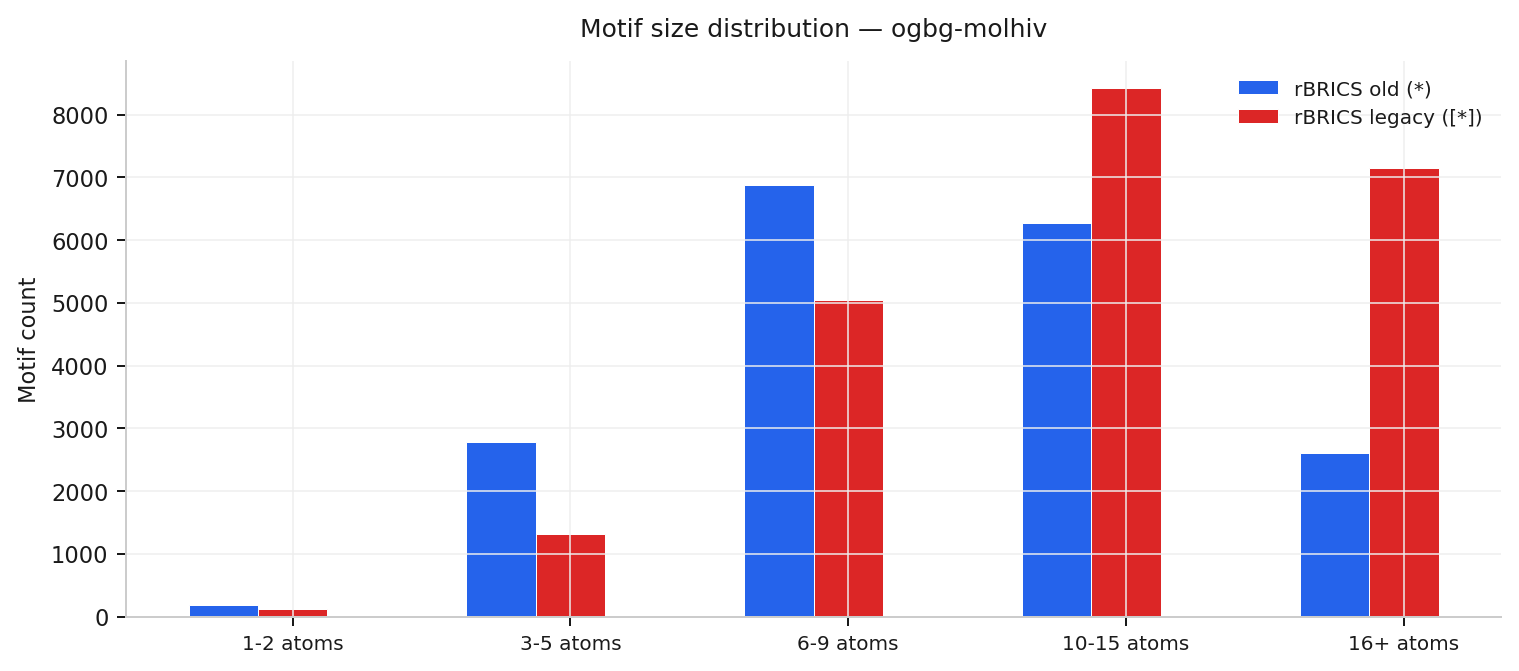 Motif size distribution — ogbg-molhiv
rBRICS old (*)
rBRICS legacy ([*])
Motif count
8000
7000
6000
5000
4000
3000
2000
1000
0
1-2 atoms
3-5 atoms
6-9 atoms
10-15 atoms
16+ atoms